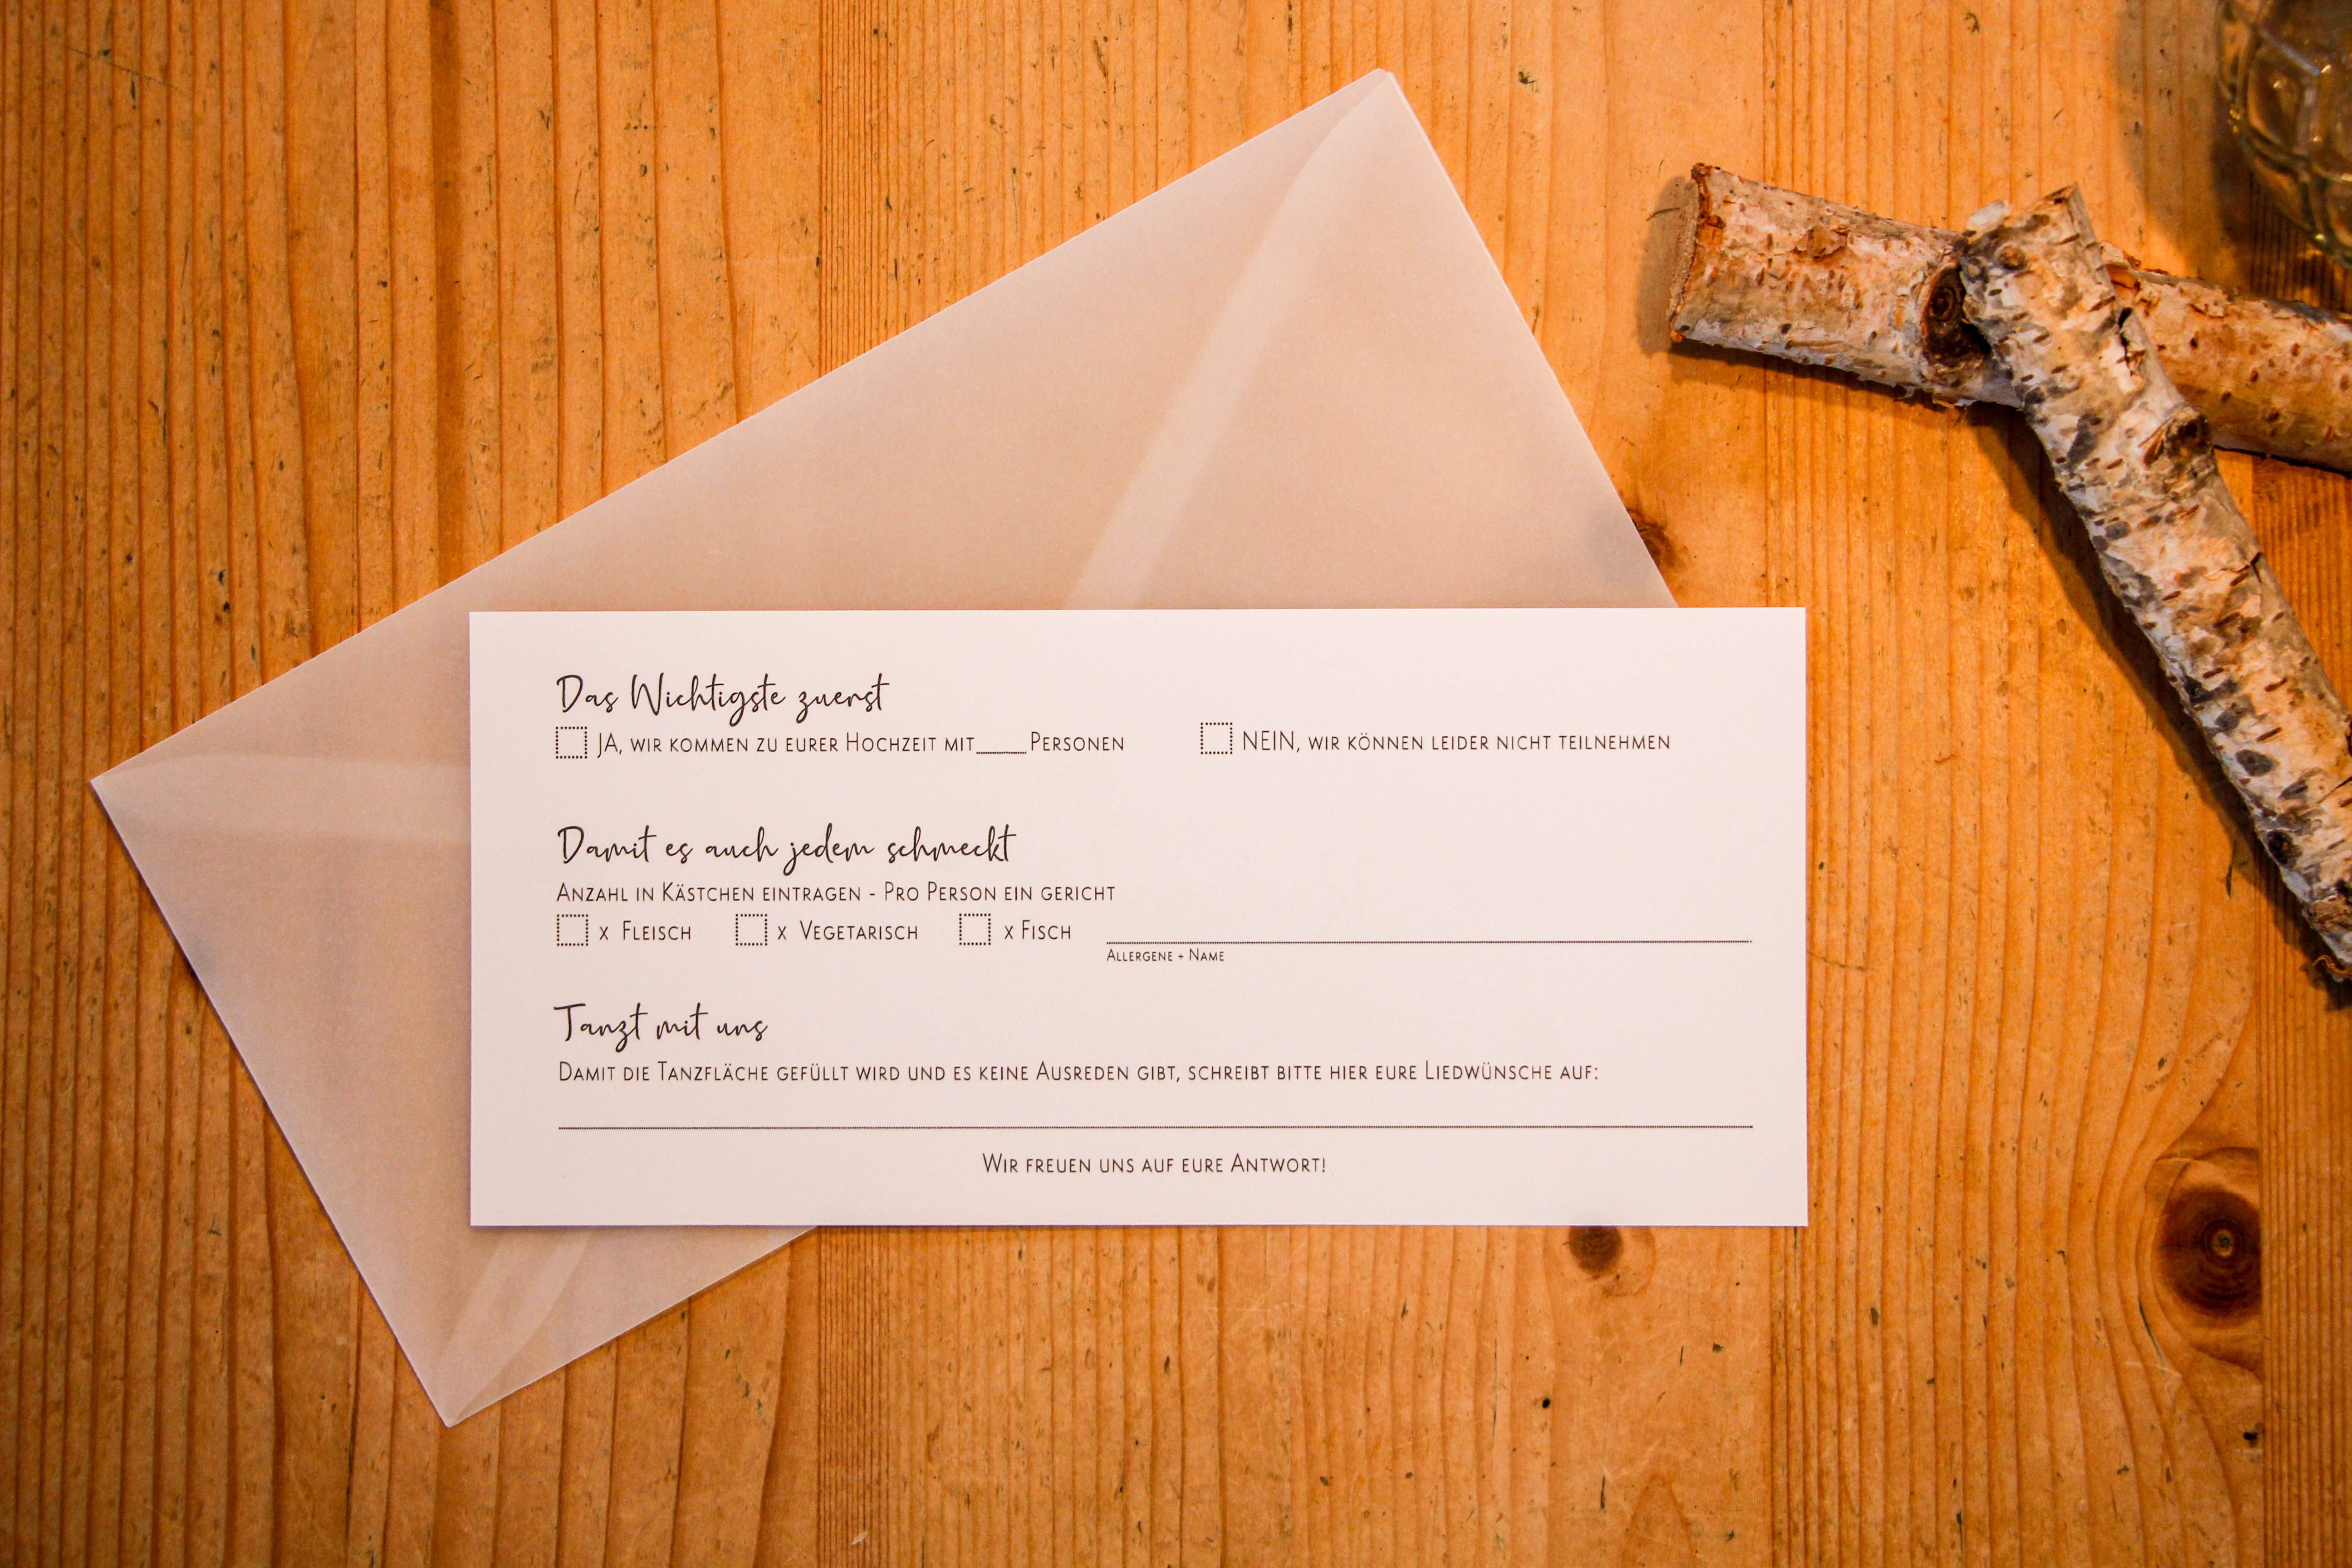 Das Wichtigste zuerst
JA, wir kommen zu eurer Hochzeit mit____Personen NEIN, wir können leider nicht teilnehmen
Damit es auch jedem schmeckt
Anzahl in Kästchen eintragen - Pro Person ein gericht
x Fleisch x Vegetarisch x Fisch
Allergene + Name
Tanzt mit uns
Damit die Tanzfläche gefüllt wird und es keine Ausreden gibt, schreibt bitte hier eure Liedwünsche auf:
Wir freuen uns auf eure Antwort!